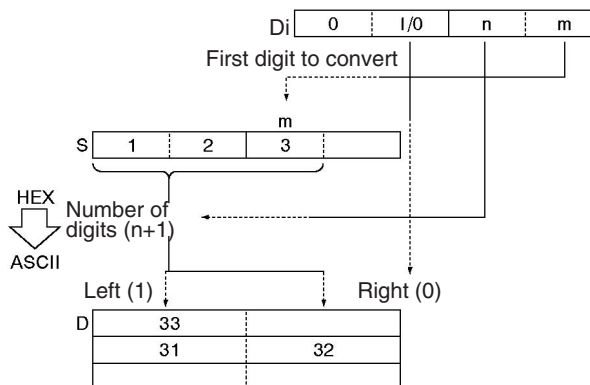 Di 0 1/0 n m
First digit to convert
m
S 1 2 3
HEX
Number of
digits (n+1)
ASCII
Left (1) Right (0)
D 33
31 32